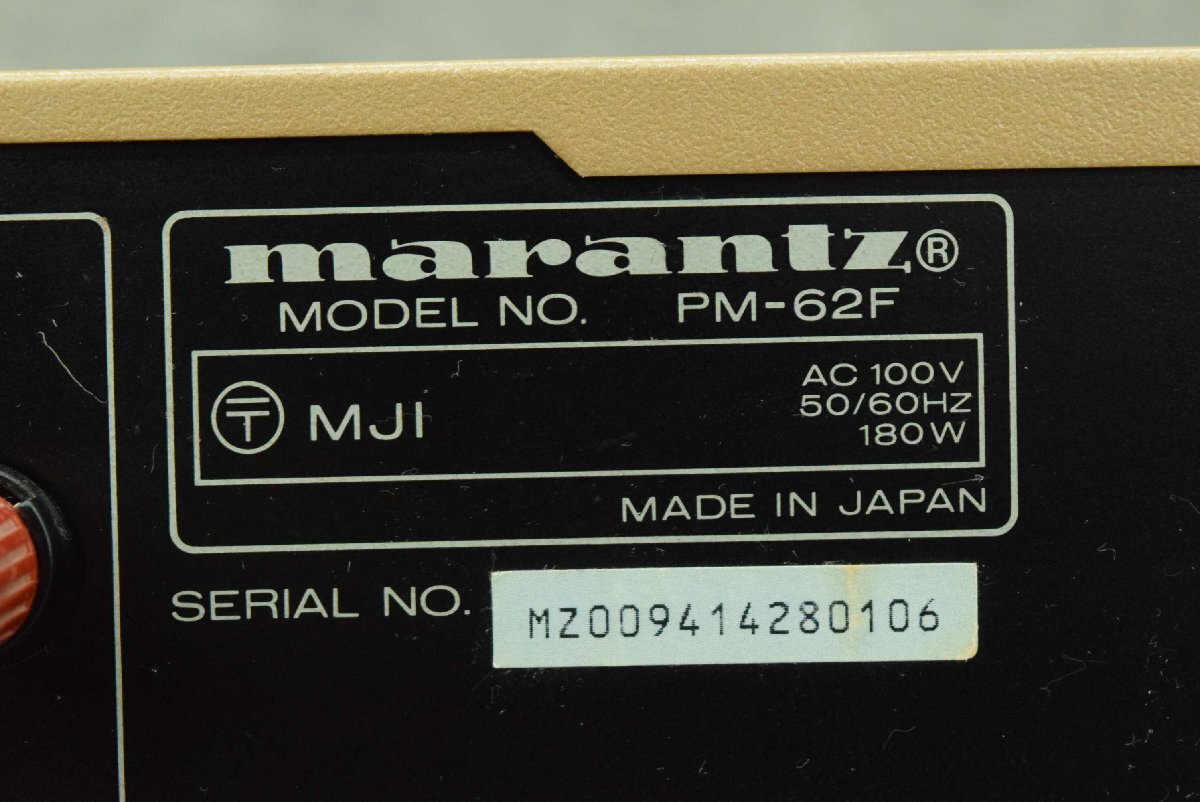 marantz®
MODEL NO. PM-62F
〒 MJI
AC 100V
50/60HZ
180W
MADE IN JAPAN
SERIAL NO. MZ009414280106